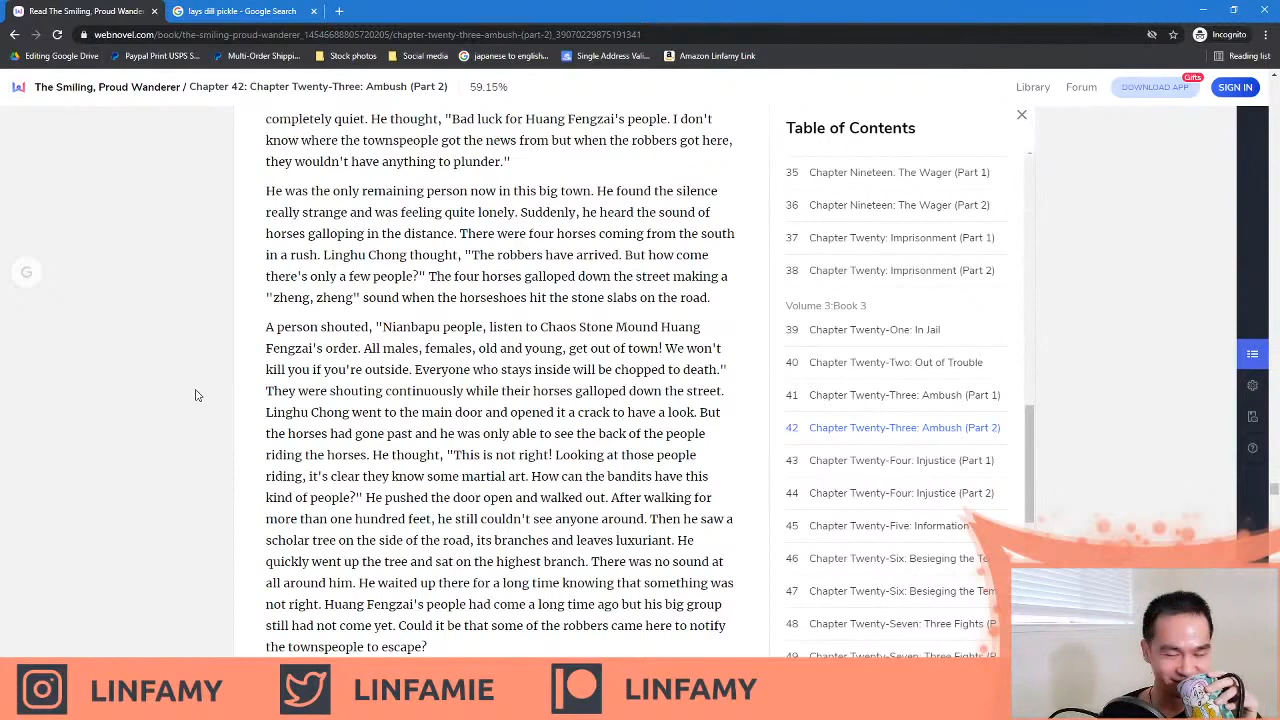 Read The Smiling, Proud Wander
lays dill pickle - Google Search
webnovel.com/book/the-smiling-proud-wanderer_14546688805720205/chapter-twenty-three-ambush-(part-2)_39070229875191341
Incognito
Editing Google Drive
Paypal Print USPS S...
Multi-Order-Shippi...
Stock photos
Social media
japanese to english...
Single Address Vali...
Amazon Linfamy Link
Reading list
The Smiling, Proud Wanderer / Chapter 42: Chapter Twenty-Three: Ambush (Part 2)
59.15%
Library
Forum
Gifts
DOWNLOAD APP
SIGN IN
completely quiet. He thought, "Bad luck for Huang Fengzai's people. I don't
know where the townspeople got the news from but when the robbers got here,
they wouldn't have anything to plunder."
He was the only remaining person now in this big town. He found the silence
really strange and was feeling quite lonely. Suddenly, he heard the sound of
horses galloping in the distance. There were four horses coming from the south
in a rush. Linghu Chong thought, "The robbers have arrived. But how come
there's only a few people?" The four horses galloped down the street making a
"zheng, zheng" sound when the horseshoes hit the stone slabs on the road.
A person shouted, "Nianbapu people, listen to Chaos Stone Mound Huang
Fengzai's order. All males, females, old and young, get out of town! We won't
kill you if you're outside. Everyone who stays inside will be chopped to death."
They were shouting continuously while their horses galloped down the street.
Linghu Chong went to the main door and opened it a crack to have a look. But
the horses had gone past and he was only able to see the back of the people
riding the horses. He thought, "This is not right! Looking at those people
riding, it's clear they know some martial art. How can the bandits have this
kind of people?" He pushed the door open and walked out. After walking for
more than one hundred feet, he still couldn't see anyone around. Then he saw a
scholar tree on the side of the road, its branches and leaves luxuriant. He
quickly went up the tree and sat on the highest branch. There was no sound at
all around him. He waited up there for a long time knowing that something was
not right. Huang Fengzai's people had come a long time ago but his big group
still had not come yet. Could it be that some of the robbers came here to notify
the townspeople to escape?
Table of Contents
35 Chapter Nineteen: The Wager (Part 1)
36 Chapter Nineteen: The Wager (Part 2)
37 Chapter Twenty: Imprisonment (Part 1)
38 Chapter Twenty: Imprisonment (Part 2)
Volume 3:Book 3
39 Chapter Twenty-One: In Jail
40 Chapter Twenty-Two: Out of Trouble
41 Chapter Twenty-Three: Ambush (Part 1)
42 Chapter Twenty-Three: Ambush (Part 2)
43 Chapter Twenty-Four: Injustice (Part 1)
44 Chapter Twenty-Four: Injustice (Part 2)
45 Chapter Twenty-Five: Information
46 Chapter Twenty-Six: Besieging the Tem
47 Chapter Twenty-Six: Besieging the Tem
48 Chapter Twenty-Seven: Three Fights (P
49 Chapter Twenty-Seven: Three Fights (P
G
LINFAMY
LINFAMIE
LINFAMY